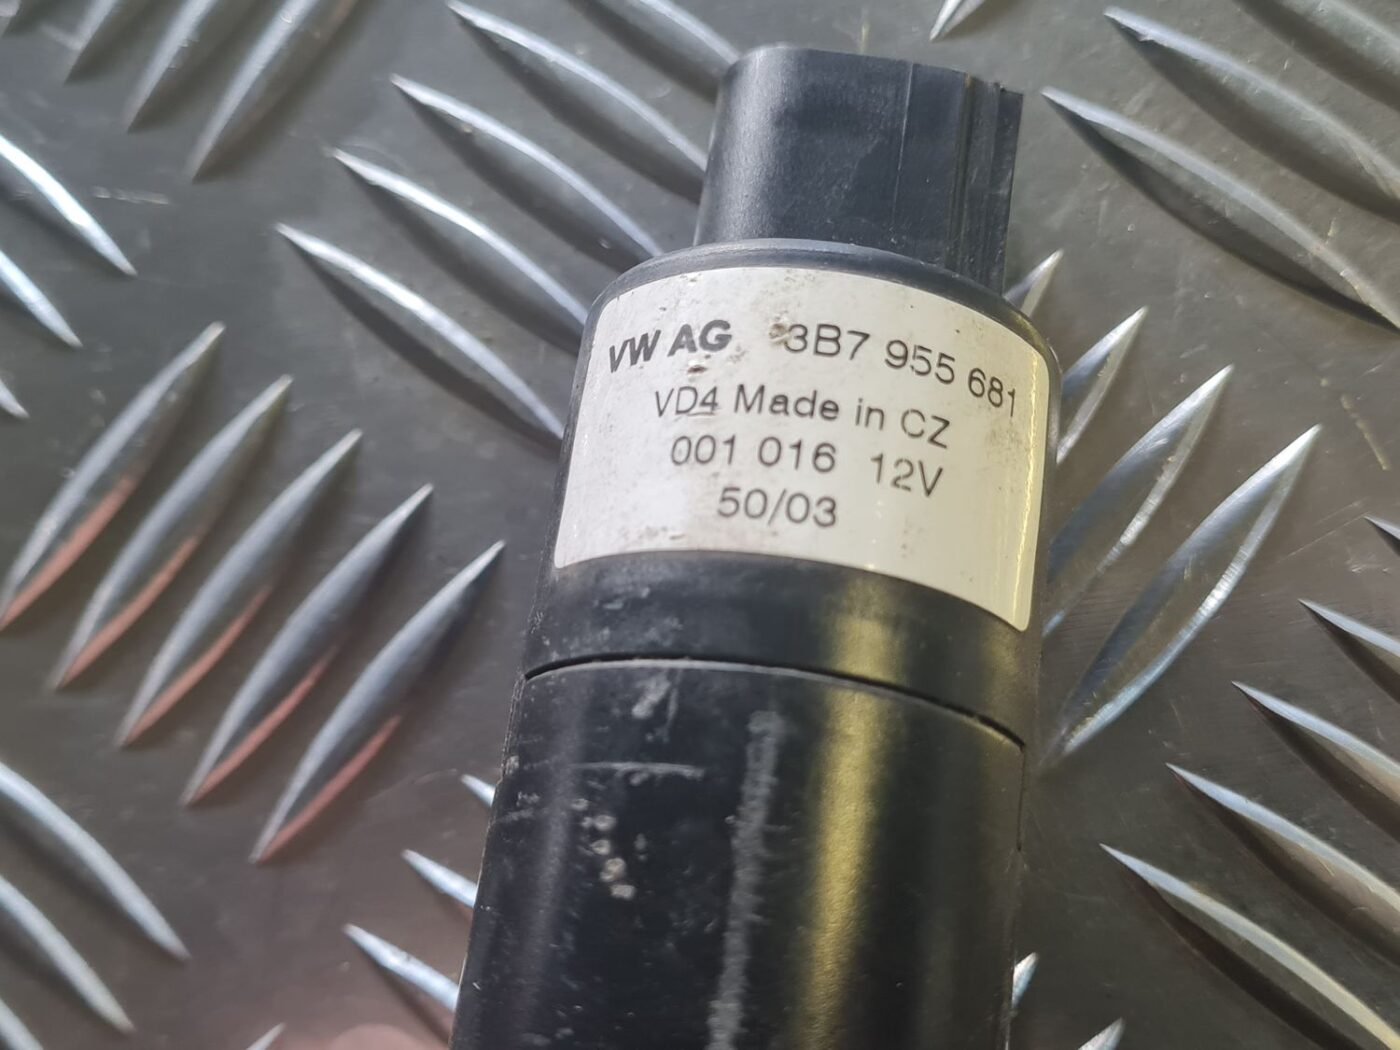 VW AG 3B7 955 681
VD4 Made in CZ
001 016 12V
50/03